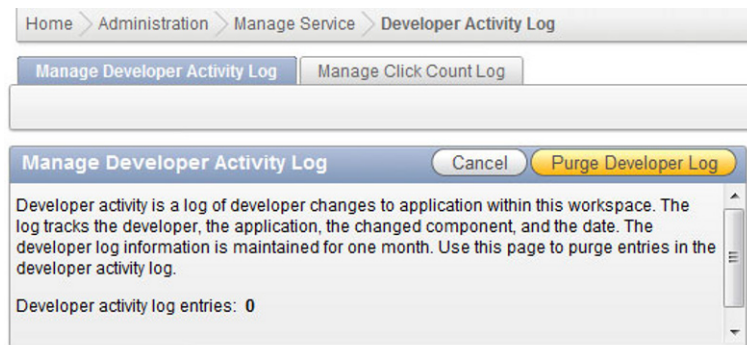 Home Administration Manage Service Developer Activity Log
Manage Developer Activity Log Manage Click Count Log
Manage Developer Activity Log Cancel Purge Developer Log
Developer activity is a log of developer changes to application within this workspace. The
log tracks the developer, the application, the changed component, and the date. The
developer log information is maintained for one month. Use this page to purge entries in the
developer activity log.
Developer activity log entries: 0